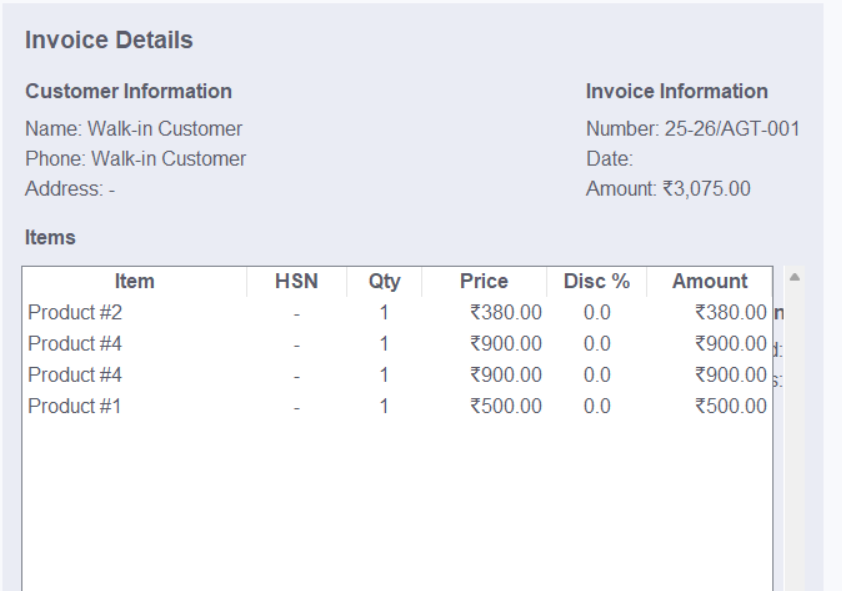 Invoice Details
Customer Information
Name: Walk-in Customer
Phone: Walk-in Customer
Address: -
Invoice Information
Number: 25-26/AGT-001
Date:
Amount: ₹3,075.00
Items
Item HSN Qty Price Disc % Amount
Product #2 - 1 ₹380.00 0.0 ₹380.00
Product #4 - 1 ₹900.00 0.0 ₹900.00
Product #4 - 1 ₹900.00 0.0 ₹900.00
Product #1 - 1 ₹500.00 0.0 ₹500.00